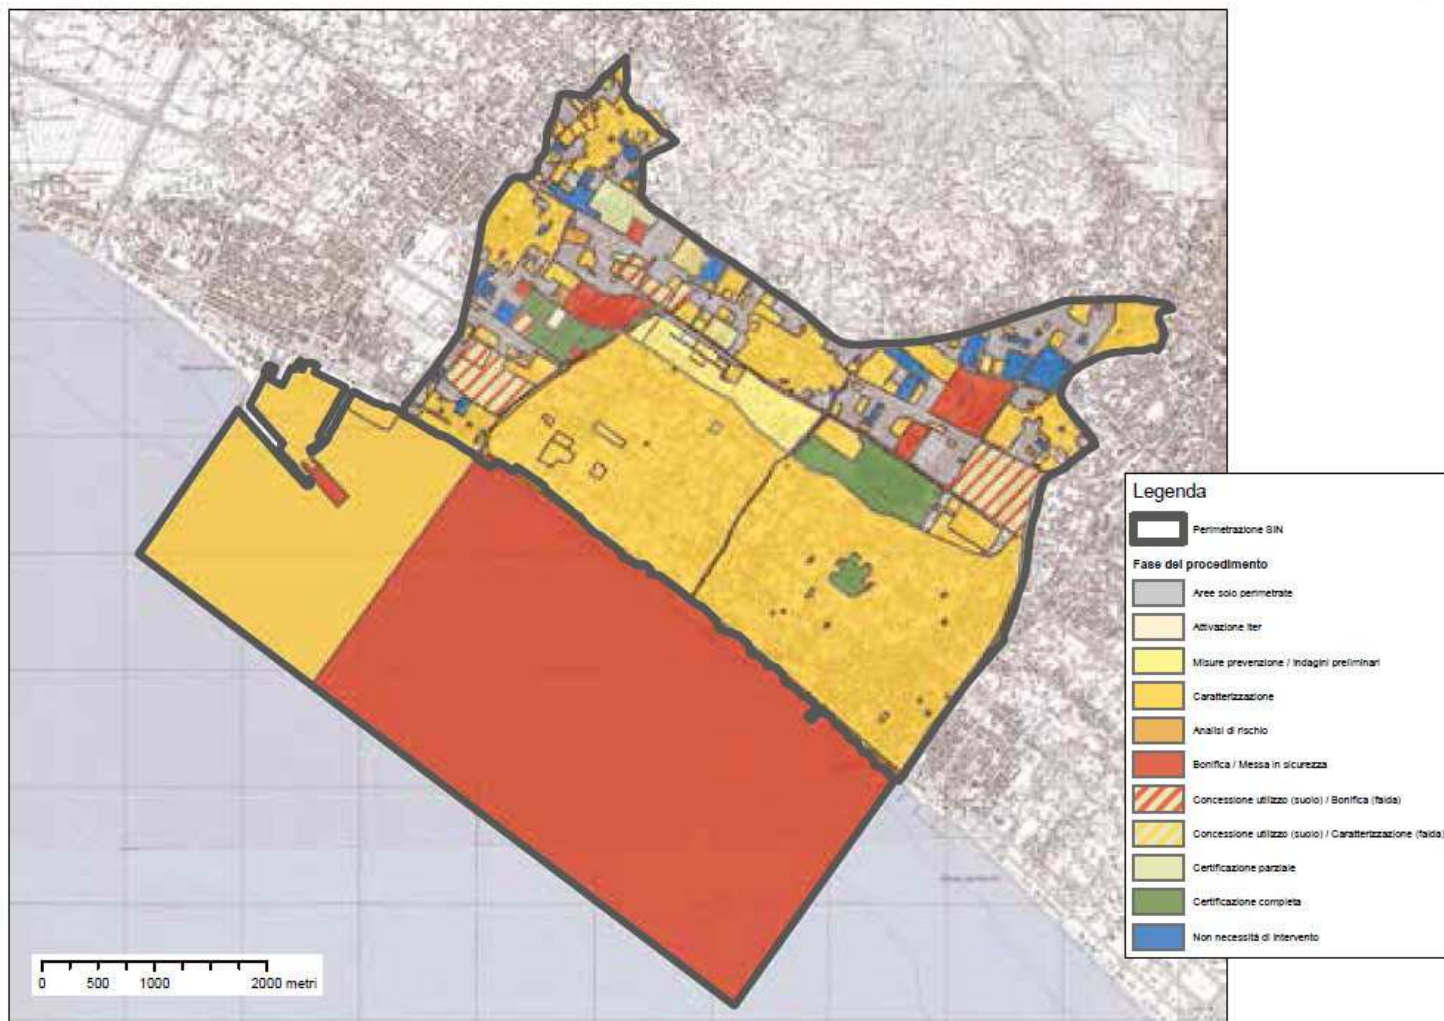 Legenda
Perimetrazione SIN
Fase del procedimento
Aree solo perimetrate
Attivazione iter
Misure prevenzione / Indagini preliminari
Caratterizzazione
Analisi di rischio
Bonifica / Messa in sicurezza
Concessione utilizzo (suolo) / Bonifica (falda)
Concessione utilizzo (suolo) / Caratterizzazione (falda)
Certificazione parziale
Certificazione completa
Non necessità di intervento
0 500 1000 2000 metri